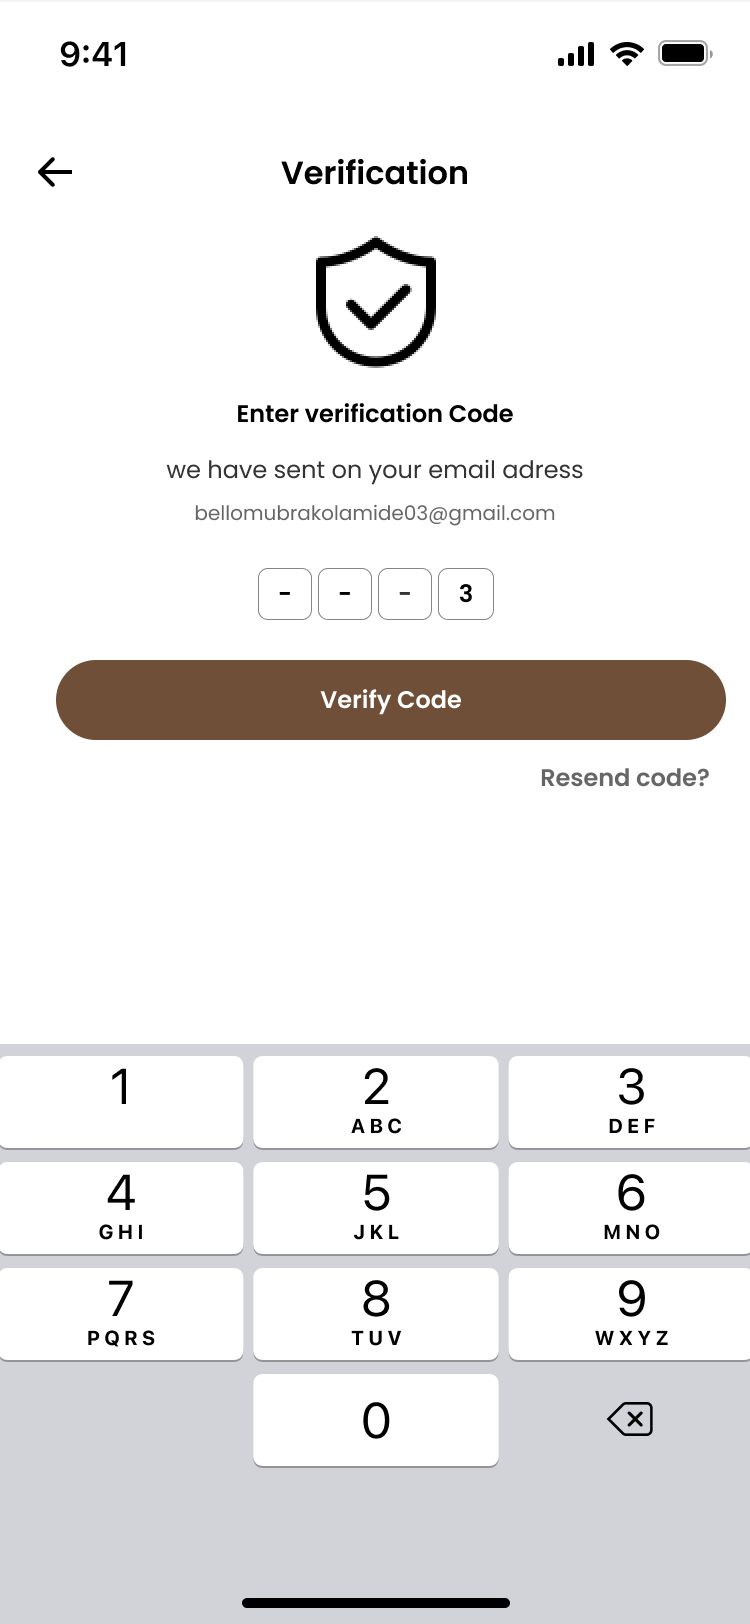 9:41
Verification
Enter verification Code
we have sent on your email adress
bellomubrakolamide03@gmail.com
- - - 3
Verify Code
Resend code?
1 2 3
ABC DEF
4 5 6
GHI JKL MNO
7 8 9
PQRS TUV WXYZ
0